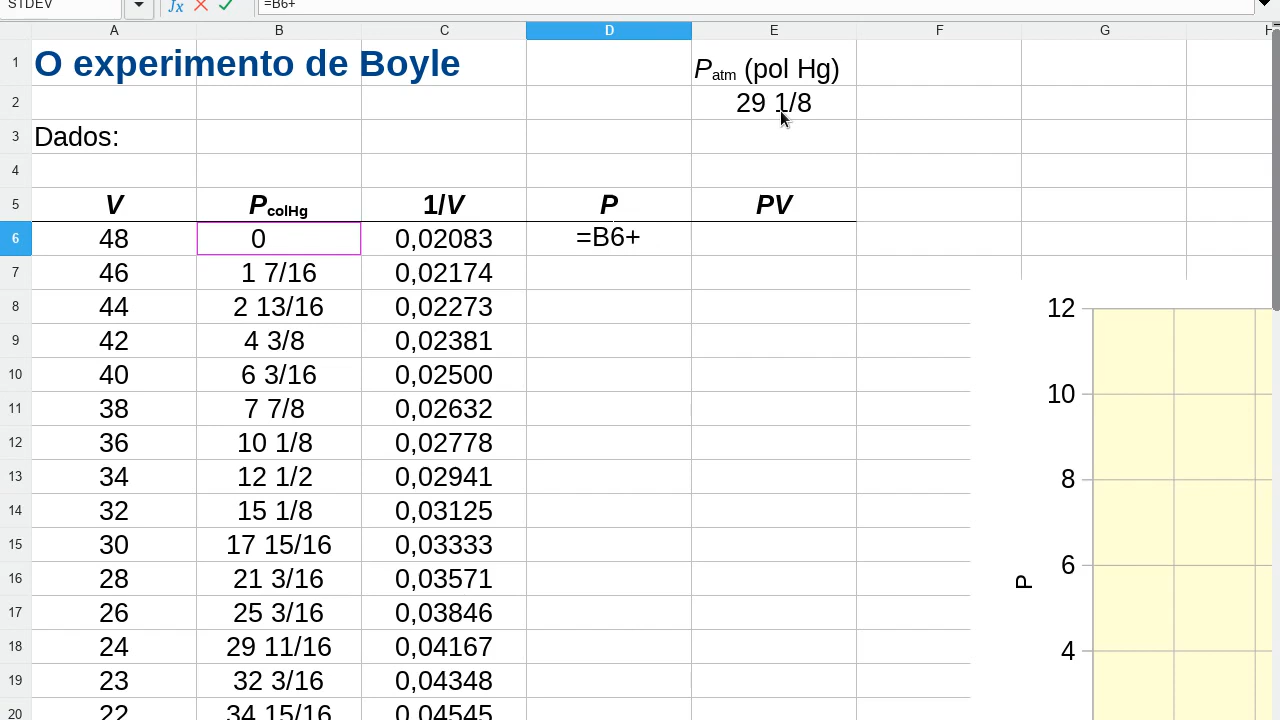 STDEV fx =B6+
A B C D E F G H
1 O experimento de Boyle Patm (pol Hg)
2 29 1/8
3 Dados:
4
5 V PcolHg 1/V P PV
6 48 0 0,02083 =B6+
7 46 1 7/16 0,02174
8 44 2 13/16 0,02273
9 42 4 3/8 0,02381
10 40 6 3/16 0,02500
11 38 7 7/8 0,02632
12 36 10 1/8 0,02778
13 34 12 1/2 0,02941
14 32 15 1/8 0,03125
15 30 17 15/16 0,03333
16 28 21 3/16 0,03571
17 26 25 3/16 0,03846
18 24 29 11/16 0,04167
19 23 32 3/16 0,04348
20 22 34 15/16 0,04545
12
10
8
6
P
4